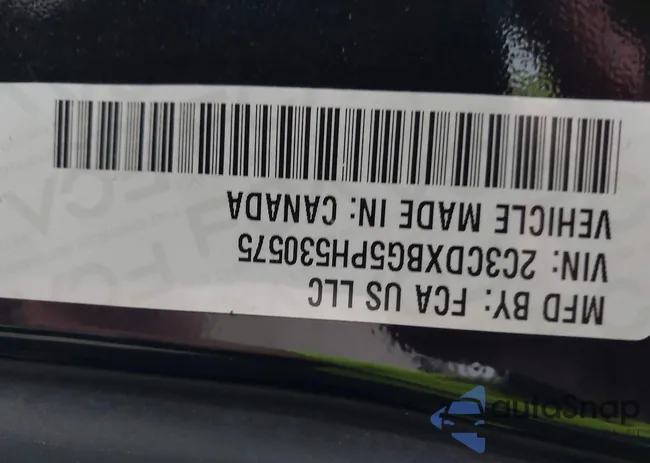 MFD BY: FCA US LLC
VIN: 2C3CDXBG5PH530575
VEHICLE MADE IN: CANADA
autoSnap